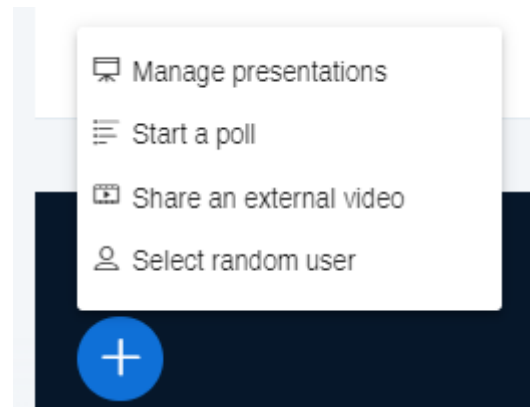 Manage presentations
Start a poll
Share an external video
Select random user